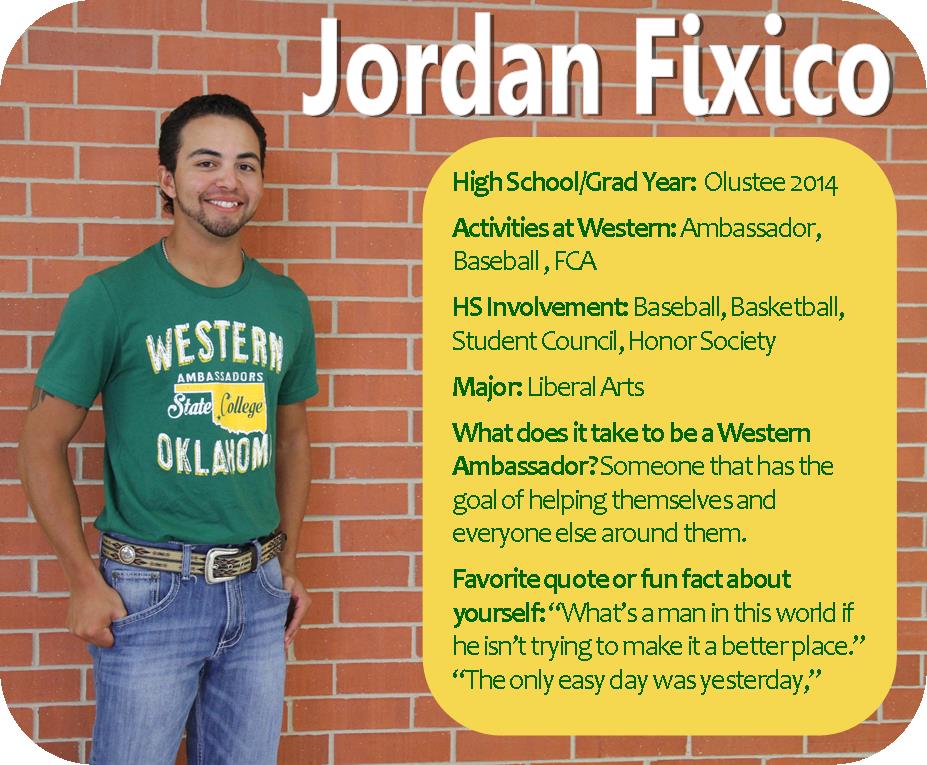 Jordan Fixico
High School/Grad Year: Olustee 2014
Activities at Western: Ambassador,
Baseball , FCA
HS Involvement: Baseball, Basketball,
Student Council, Honor Society
Major: Liberal Arts
What does it take to be a Western
Ambassador? Someone that has the
goal of helping themselves and
everyone else around them.
Favorite quote or fun fact about
yourself: “What’s a man in this world if
he isn’t trying to make it a better place.”
“The only easy day was yesterday,”
WESTERN
AMBASSADORS
State College
OKLAHOM